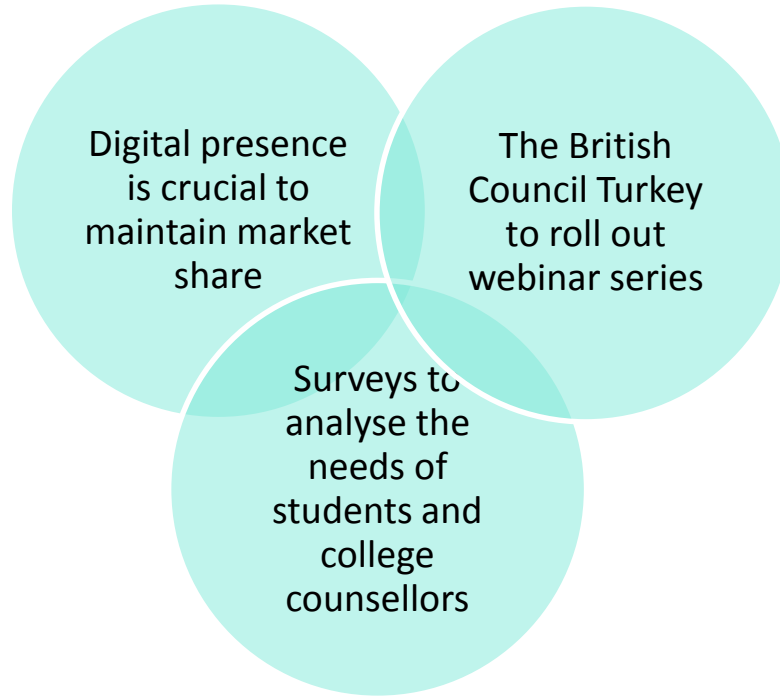 Digital presence
is crucial to
maintain market
share
The British
Council Turkey
to roll out
webinar series
Surveys to
analyse the
needs of
students and
college
counsellors